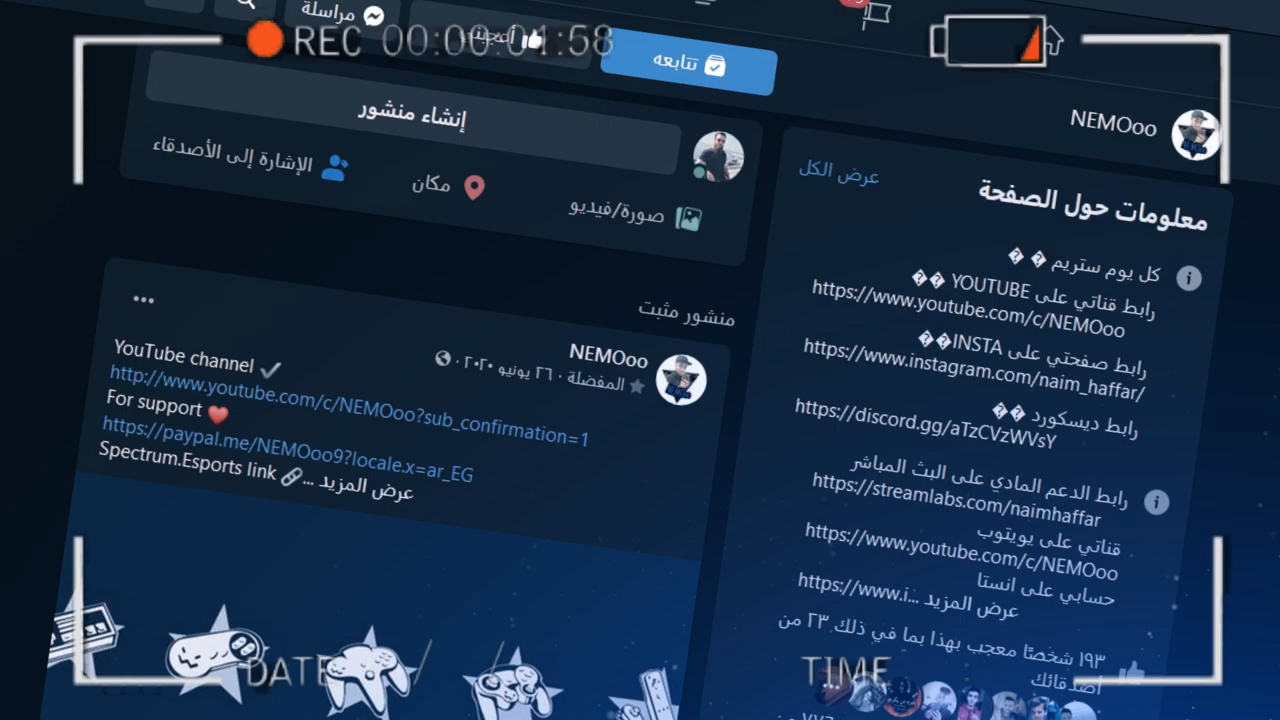 REC 00:00:01:58
مراسلة
تتابعه
NEMOoo
إنشاء منشور
صورة/فيديو
مكان
الإشارة إلى الأصدقاء
منشور مثبت
NEMOoo
المفضلة · ٢٦ يونيو ٢٠٢٠ ·
YouTube channel ✔
http://www.youtube.com/c/NEMOoo?sub_confirmation=1
For support ❤
https://paypal.me/NEMOoo9?locale.x=ar_EG
Spectrum.Esports link 🔗... عرض المزيد
معلومات حول الصفحة
عرض الكل
كل يوم ستريم � �
رابط قناتي على YOUTUBE ��
https://www.youtube.com/c/NEMOoo
رابط صفحتي على INSTA��
https://www.instagram.com/naim_haffar/
رابط ديسكورد ��
https://discord.gg/aTzCVzWVsY
رابط الدعم المادي على البث المباشر
https://streamlabs.com/naimhaffar
قناتي على يويتوب
https://www.youtube.com/c/NEMOoo
حسابي على انستا
https://www.i... عرض المزيد
١٩٣ شخصًا معجب بهذا بما في ذلك ٢٣ من
أصدقائك
DATE
TIME